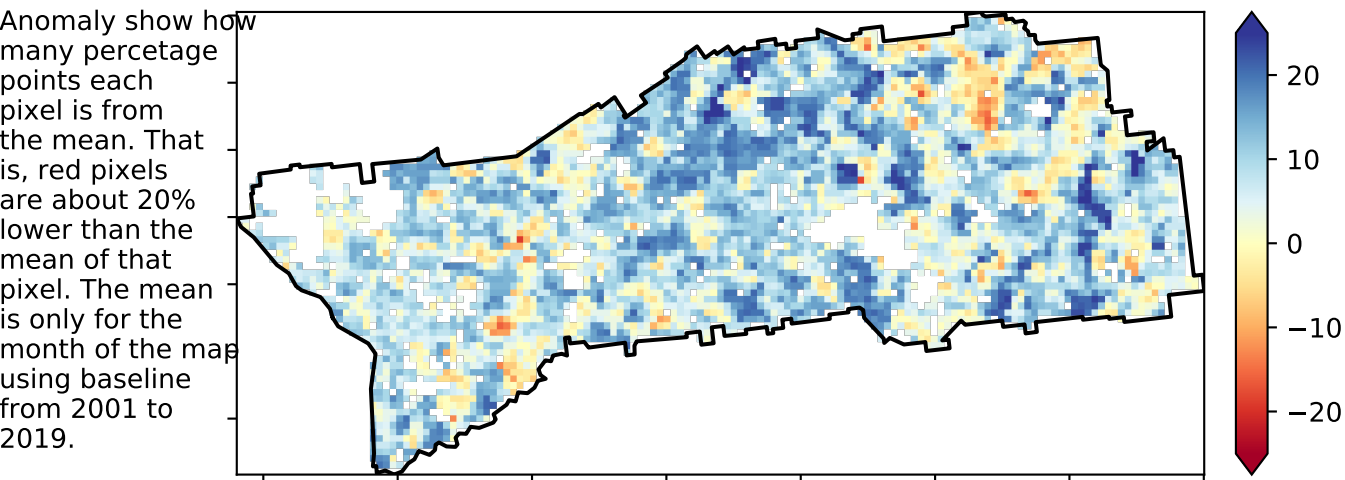 Anomaly show how
many percetage
points each
pixel is from
the mean. That
is, red pixels
are about 20%
lower than the
mean of that
pixel. The mean
is only for the
month of the map
using baseline
from 2001 to
2019.
20
10
0
−10
−20